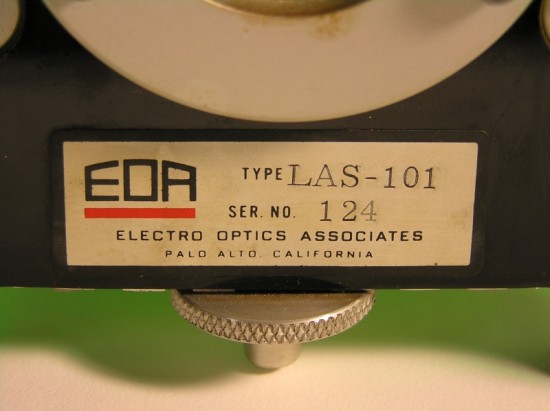 EOA
TYPE LAS-101
SER. NO. 124
ELECTRO OPTICS ASSOCIATES
PALO ALTO, CALIFORNIA